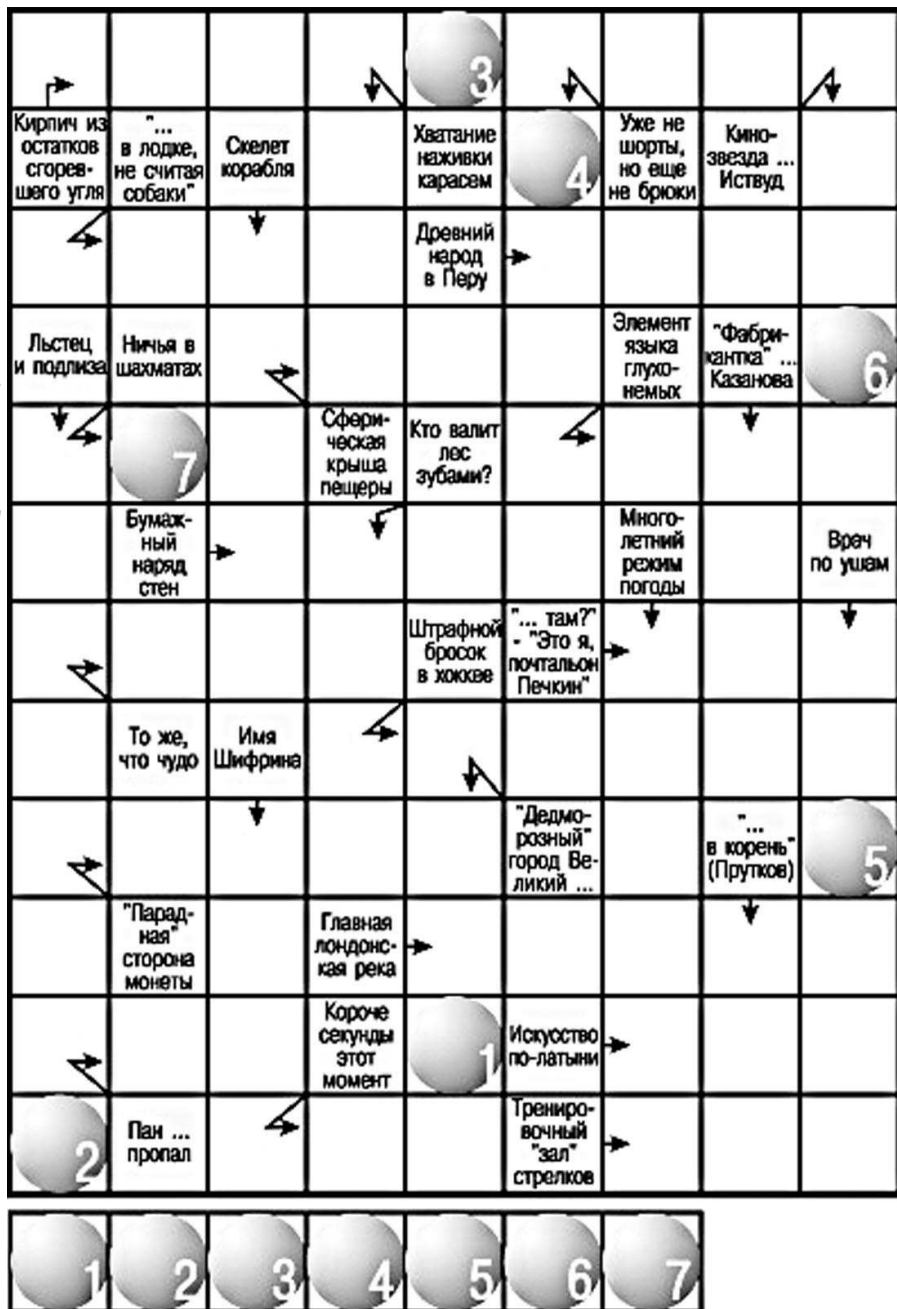 3
Кирпич из
остатков
сгорев-
шего угля
"...
в лодке,
не считая
собаки"
Скелет
корабля
Хватание
наживки
карасем
4
Уже не
шорты,
но еще
не брюки
Кино-
звезда ...
Иствуд
Древний
народ
в Перу
Льстец
и подлиза
Ничья в
шахматах
Элемент
языка
глухо-
немых
"Фабри-
кантка" ...
Казанова
6
7
Сфери-
ческая
крыша
пещеры
Кто валит
лес
зубами?
Бумаж-
ный
наряд
стен
Много-
летний
режим
погоды
Врач
по ушам
Штрафной
бросок
в хоккее
"... там?"
- "Это я,
почтальон
Печкин"
То же,
что чудо
Имя
Шифрина
"Дедмо-
розный"
город Ве-
ликий ...
"...
в корень"
(Прутков)
5
"Парад-
ная"
сторона
монеты
Главная
лондонс-
кая река
Короче
секунды
этот
момент
1
Искусство
по-латыни
2
Пан ...
пропал
Трениро-
вочный
"зал"
стрелков
1 2 3 4 5 6 7